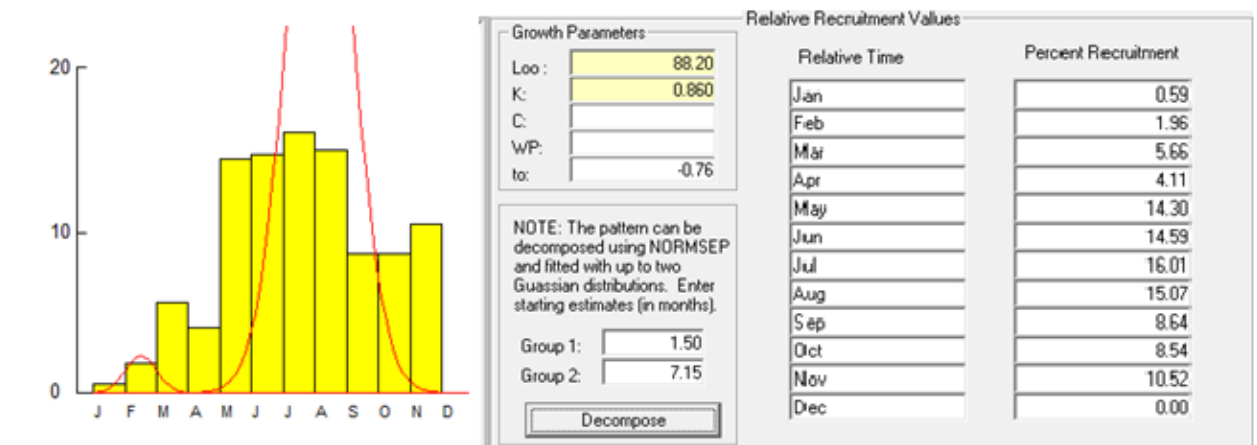 20
10
0
J F M A M J J A S O N D
Growth Parameters
Loo : 88.20
K: 0.860
C:
WP:
to: -0.76
NOTE: The pattern can be
decomposed using NORMSEP
and fitted with up to two
Guassian distributions. Enter
starting estimates (in months).
Group 1: 1.50
Group 2: 7.15
Decompose
Relative Recruitment Values
Relative Time Percent Recruitment
Jan 0.59
Feb 1.96
Mar 5.66
Apr 4.11
May 14.30
Jun 14.59
Jul 16.01
Aug 15.07
Sep 8.64
Oct 8.54
Nov 10.52
Dec 0.00